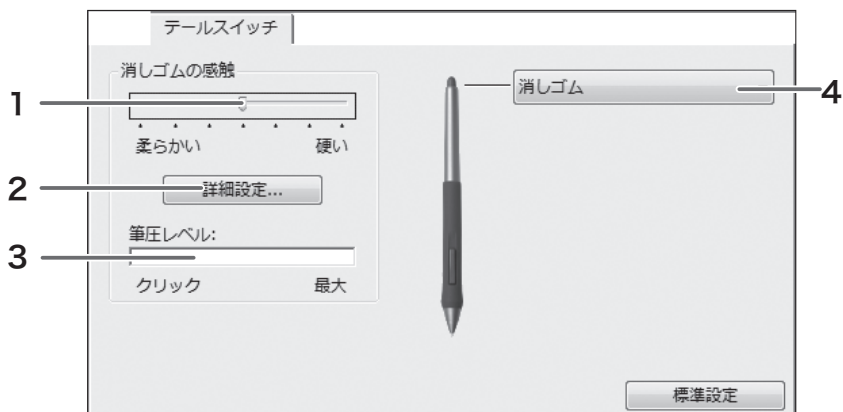 テールスイッチ
消しゴムの感触
1
柔らかい 硬い
2 詳細設定...
筆圧レベル:
3
クリック 最大
消しゴム 4
標準設定